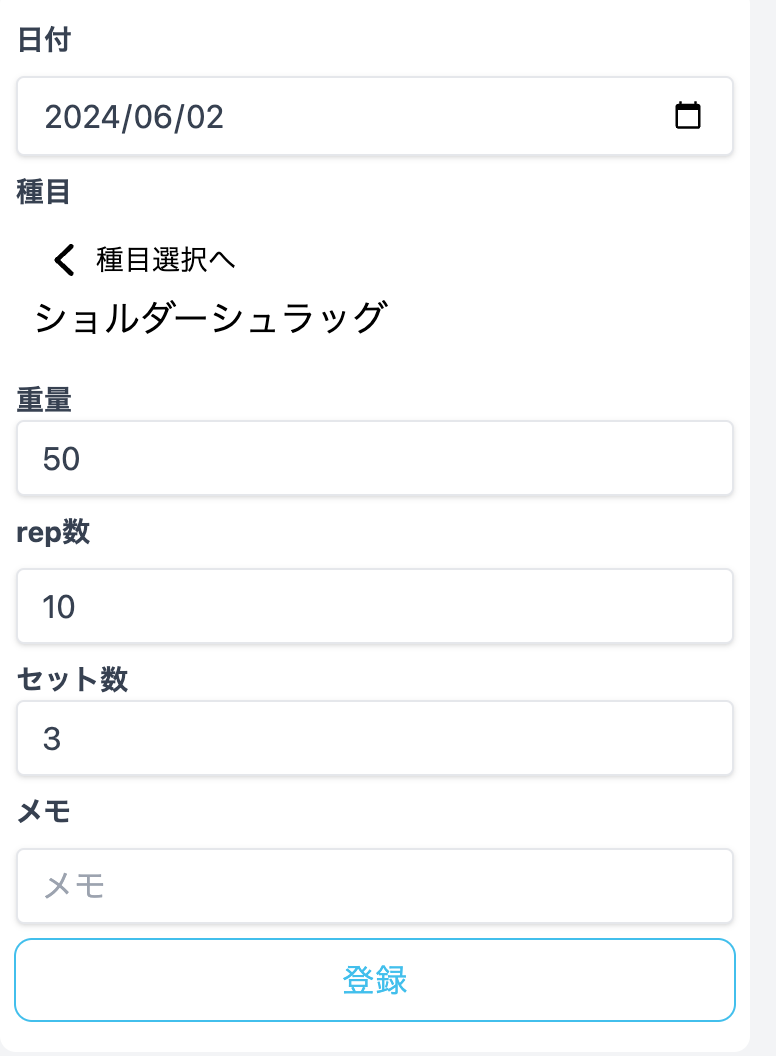 日付
2024/06/02
種目
種目選択へ
ショルダーシュラッグ
重量
50
rep数
10
セット数
3
メモ
メモ
登録